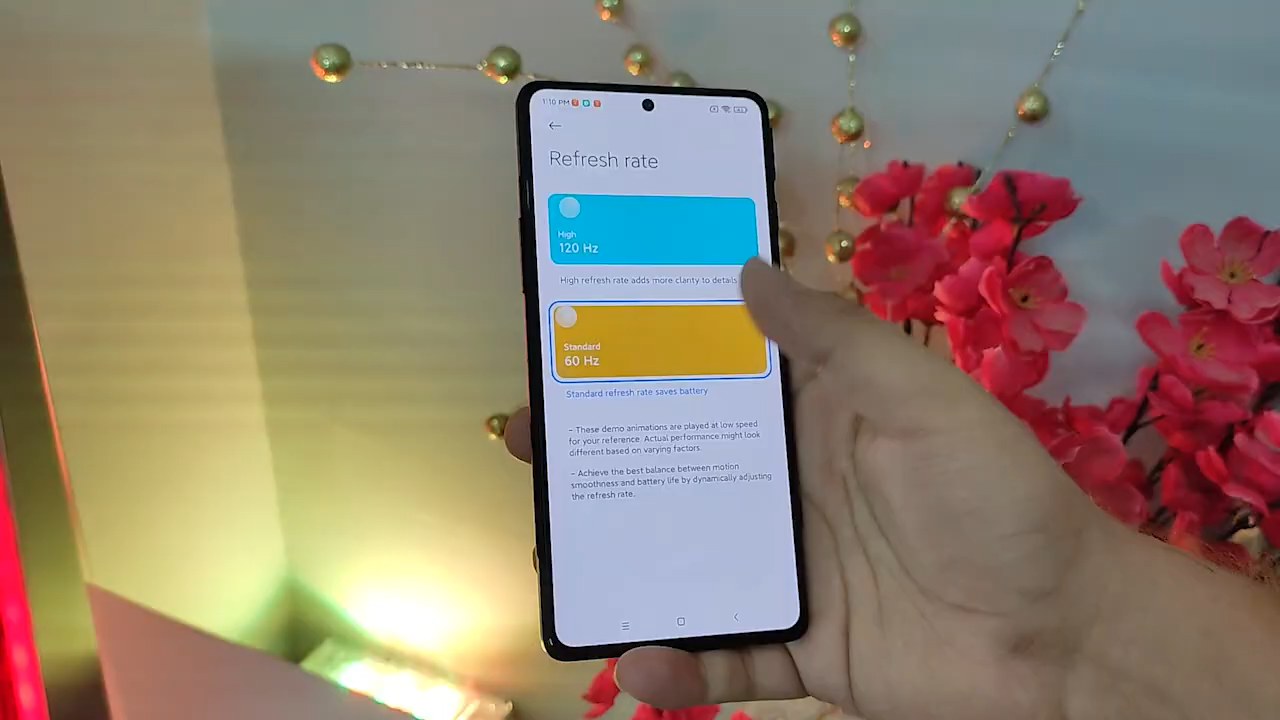 1:10 PM
Refresh rate
High
120 Hz
High refresh rate adds more clarity to details
Standard
60 Hz
Standard refresh rate saves battery
– These demo animations are played at low speed
for your reference. Actual performance might look
different based on varying factors.
– Achieve the best balance between motion
smoothness and battery life by dynamically adjusting
the refresh rate.